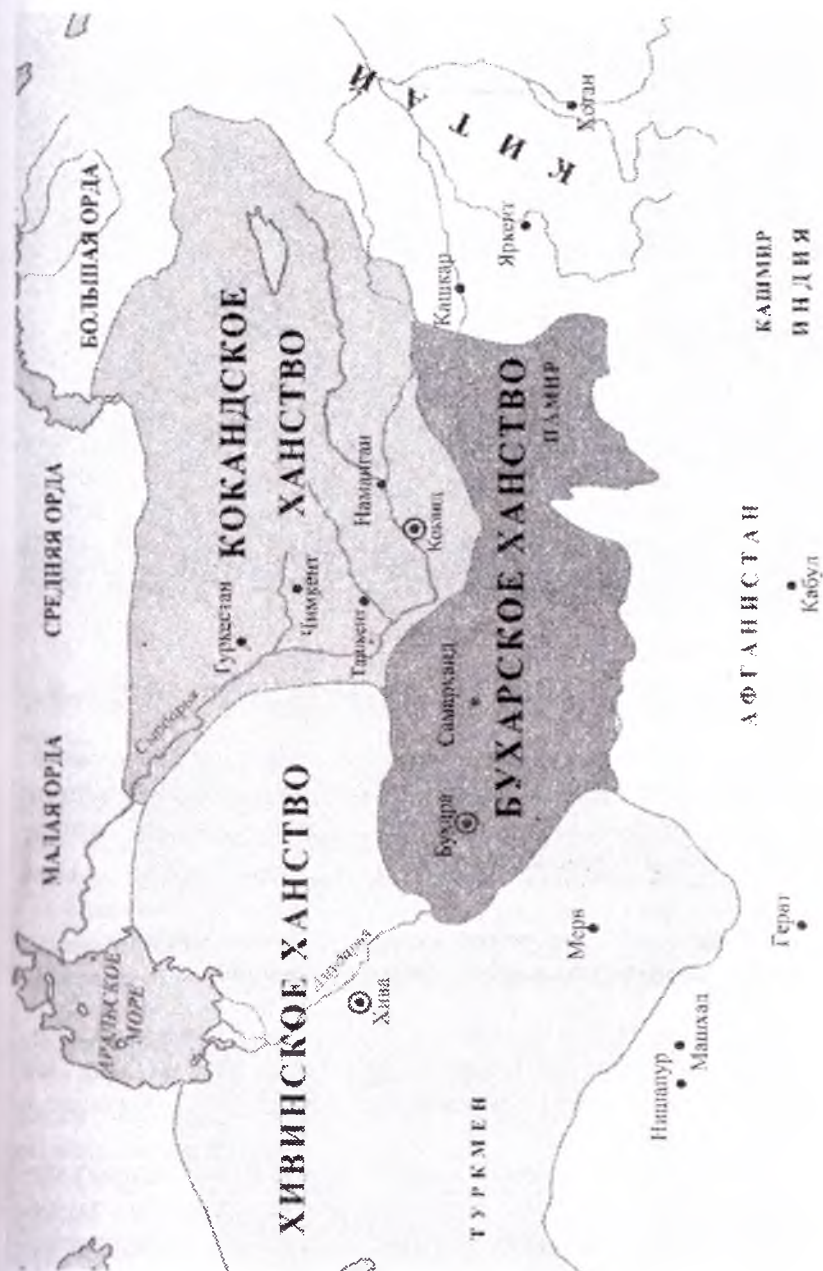 МАЛАЯ ОРДА
СРЕДНЯЯ ОРДА
БОЛЬШАЯ ОРДА
АРАЛЬСКОЕ
МОРЕ
Сырдарья
Туркестан
Чимкент
Ташкент
КОКАНДСКОЕ
ХАНСТВО
Наманган
Коканд
КИТАЙ
Кашкар
Яркент
Хотан
ХИВИНСКОЕ ХАНСТВО
Амударья
Хива
Бухара
Самарканд
БУХАРСКОЕ ХАНСТВО
ПАМИР
ТУРКМЕН
Мерв
Нишапур
Машхад
Герат
АФГАНИСТАН
Кабул
КАШМИР
ИНДИЯ